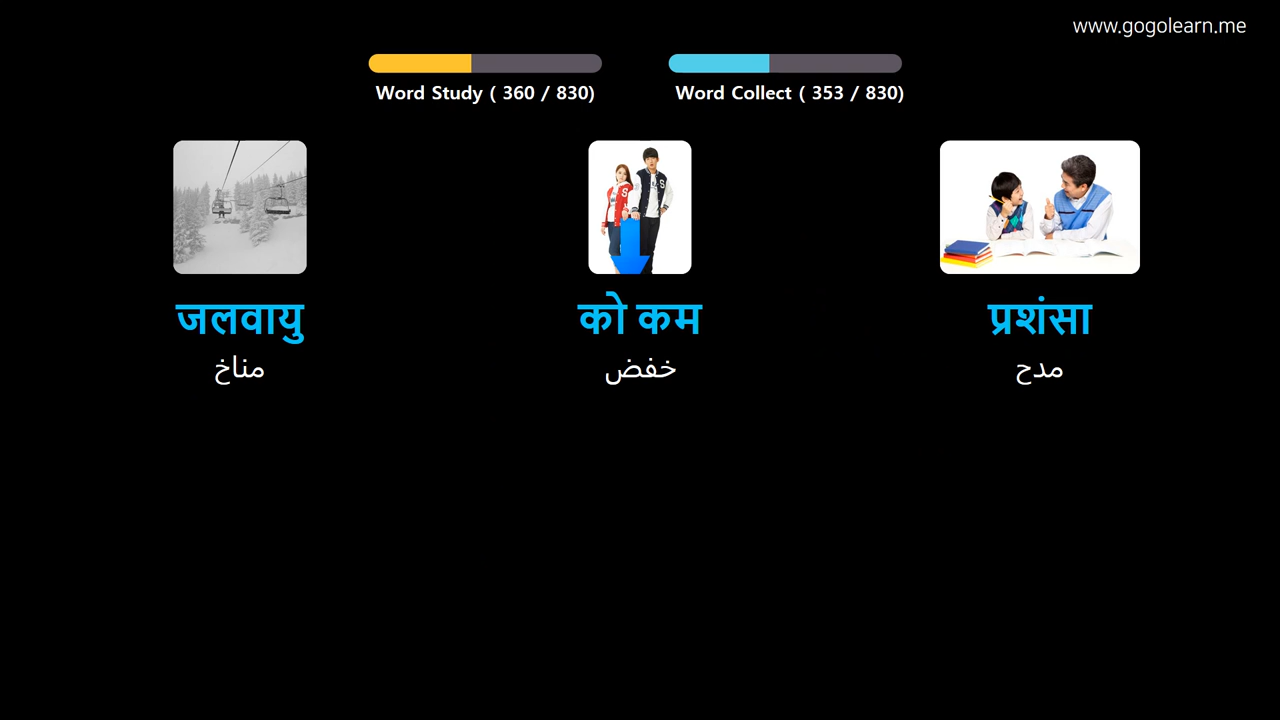 www.gogolearn.me
Word Study ( 360 / 830)
Word Collect ( 353 / 830)
जलवायु
को कम
प्रशंसा
مناخ
خفض
مدح